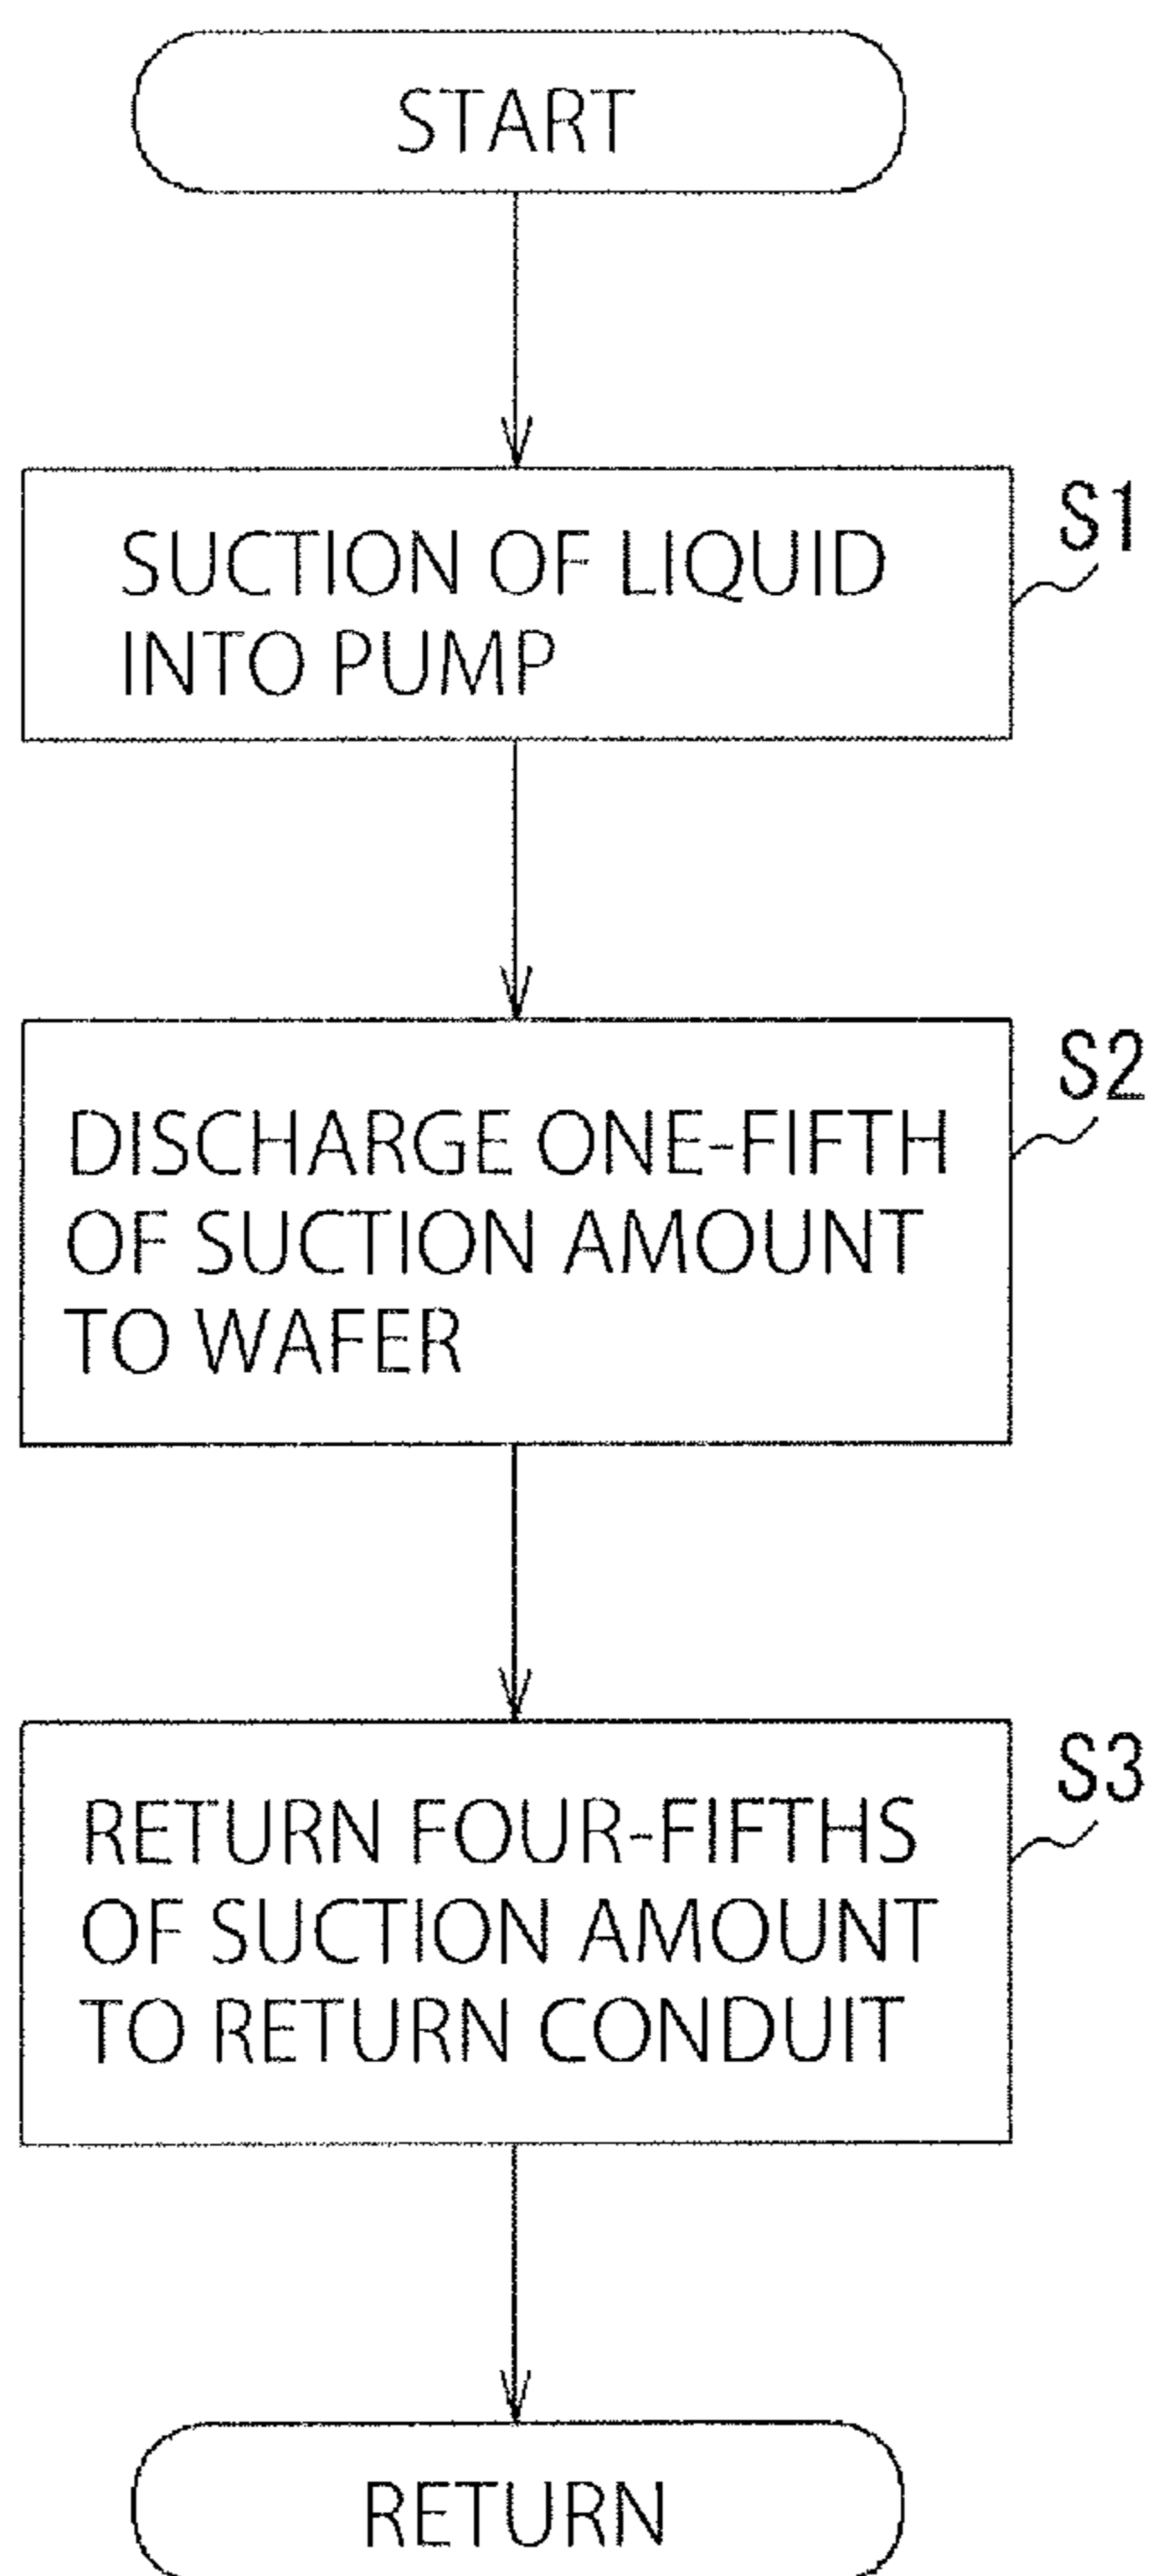 START
S1
SUCTION OF LIQUID
INTO PUMP
S2
DISCHARGE ONE-FIFTH
OF SUCTION AMOUNT
TO WAFER
S3
RETURN FOUR-FIFTHS
OF SUCTION AMOUNT
TO RETURN CONDUIT
RETURN